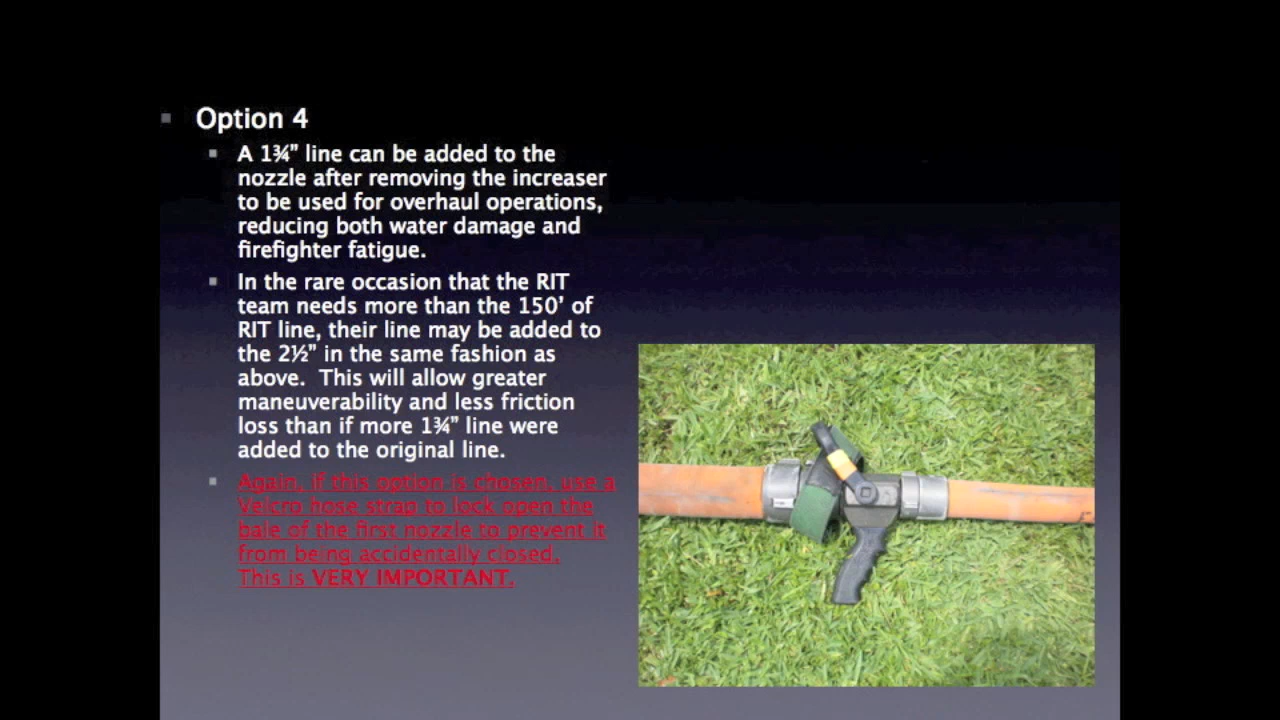 Option 4
A 1¾” line can be added to the
nozzle after removing the increaser
to be used for overhaul operations,
reducing both water damage and
firefighter fatigue.
In the rare occasion that the RIT
team needs more than the 150’ of
RIT line, their line may be added to
the 2½” in the same fashion as
above. This will allow greater
maneuverability and less friction
loss than if more 1¾” line were
added to the original line.
Again, if this option is chosen, use a
Velcro hose strap to lock open the
bale of the first nozzle to prevent it
from being accidentally closed.
This is VERY IMPORTANT.